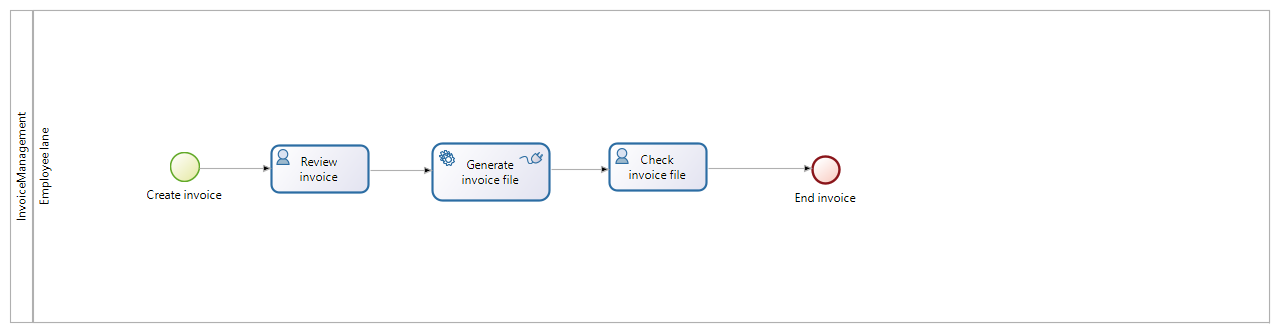 InvoiceManagement
Employee lane
Create invoice
Review
invoice
Generate
invoice file
Check
invoice file
End invoice